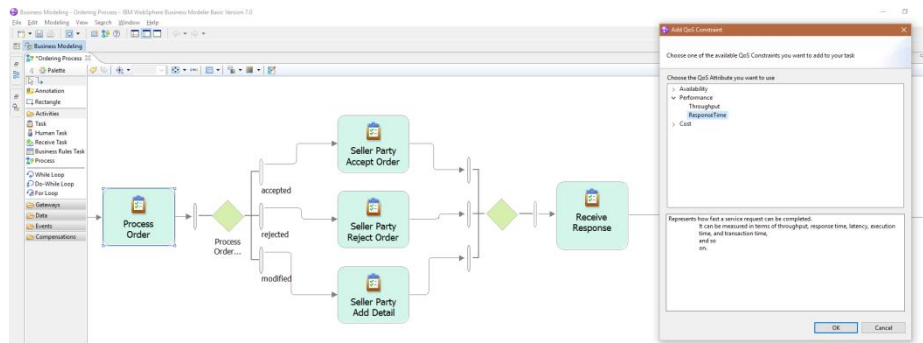 Business Modeling - Ordering Process - IBM WebSphere Business Modeler Basic Version 7.0
File Edit Modeling View Search Window Help
Business Modeling
*Ordering Process
Palette
Annotation
Rectangle
Activities
Task
Human Task
Receive Task
Business Rules Task
Process
While Loop
Do-While Loop
For Loop
Gateways
Data
Events
Compensations
Process
Order
Process
Order...
accepted
rejected
modified
Seller Party
Accept Order
Seller Party
Reject Order
Seller Party
Add Detail
Receive
Response
Add QoS Constraint
Choose one of the available QoS Constraints you want to add to your task
Choose the QoS Attribute you want to use
Availability
Performance
Throughput
ResponseTime
Cost
Represents how fast a service request can be completed.
It can be measured in terms of throughput, response time, latency, execution
time, and transaction time,
and so
on.
OK Cancel